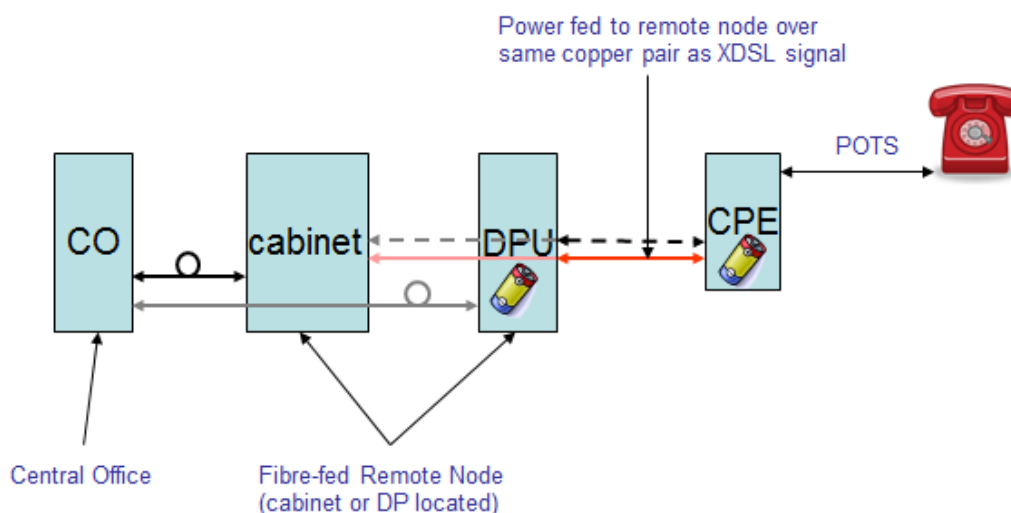 Power fed to remote node over
same copper pair as XDSL signal
POTS
CO
cabinet
DPU
CPE
Central Office
Fibre-fed Remote Node
(cabinet or DP located)